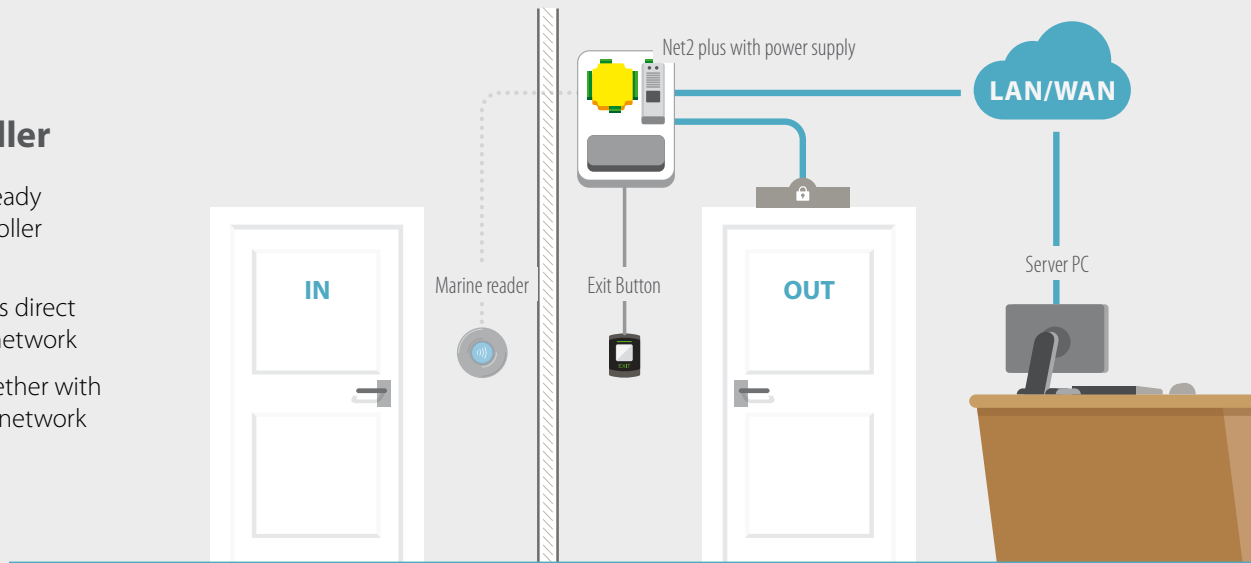 ller
eady
oller
s direct
network
ether with
network
Net2 plus with power supply
LAN/WAN
IN
Marine reader
Exit Button
OUT
Server PC
EXIT